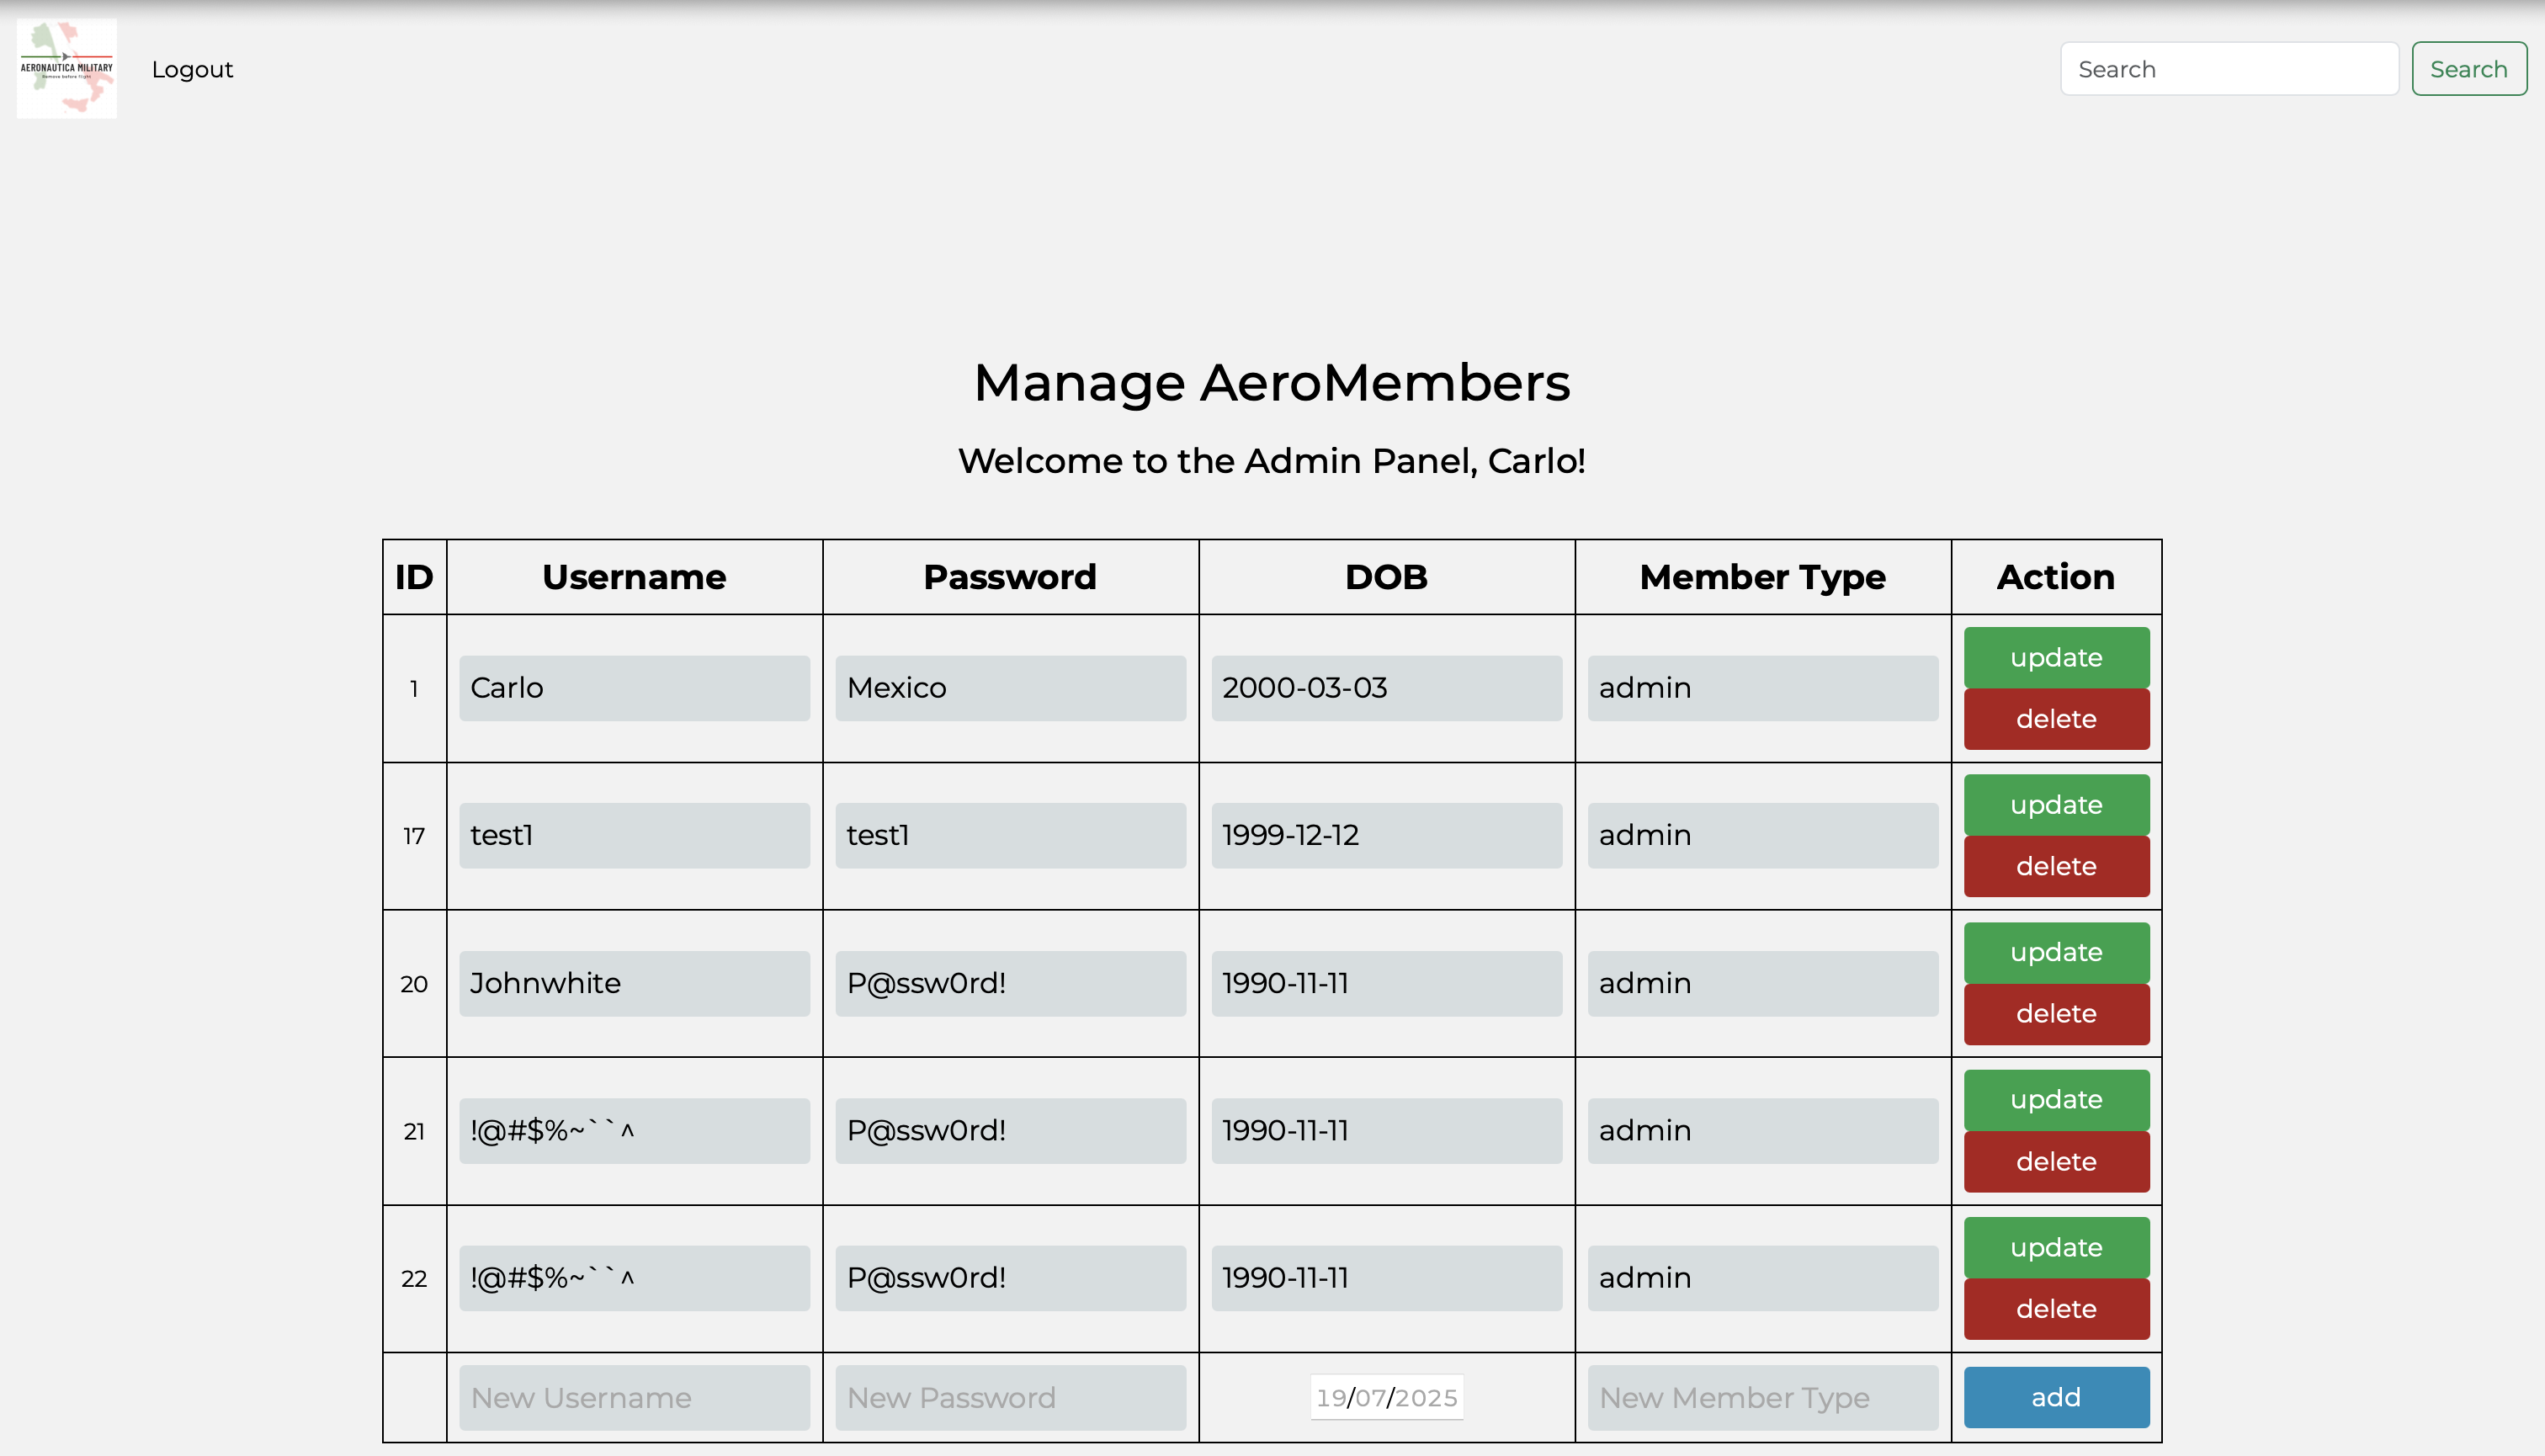 AERONAUTICA MILITARY
Remove before flight
Logout
Search
Search
Manage AeroMembers
Welcome to the Admin Panel, Carlo!
ID Username Password DOB Member Type Action
1 Carlo Mexico 2000-03-03 admin update
delete
17 test1 test1 1999-12-12 admin update
delete
20 Johnwhite P@ssw0rd! 1990-11-11 admin update
delete
21 !@#$%~``^ P@ssw0rd! 1990-11-11 admin update
delete
22 !@#$%~``^ P@ssw0rd! 1990-11-11 admin update
delete
New Username New Password 19/07/2025 New Member Type add